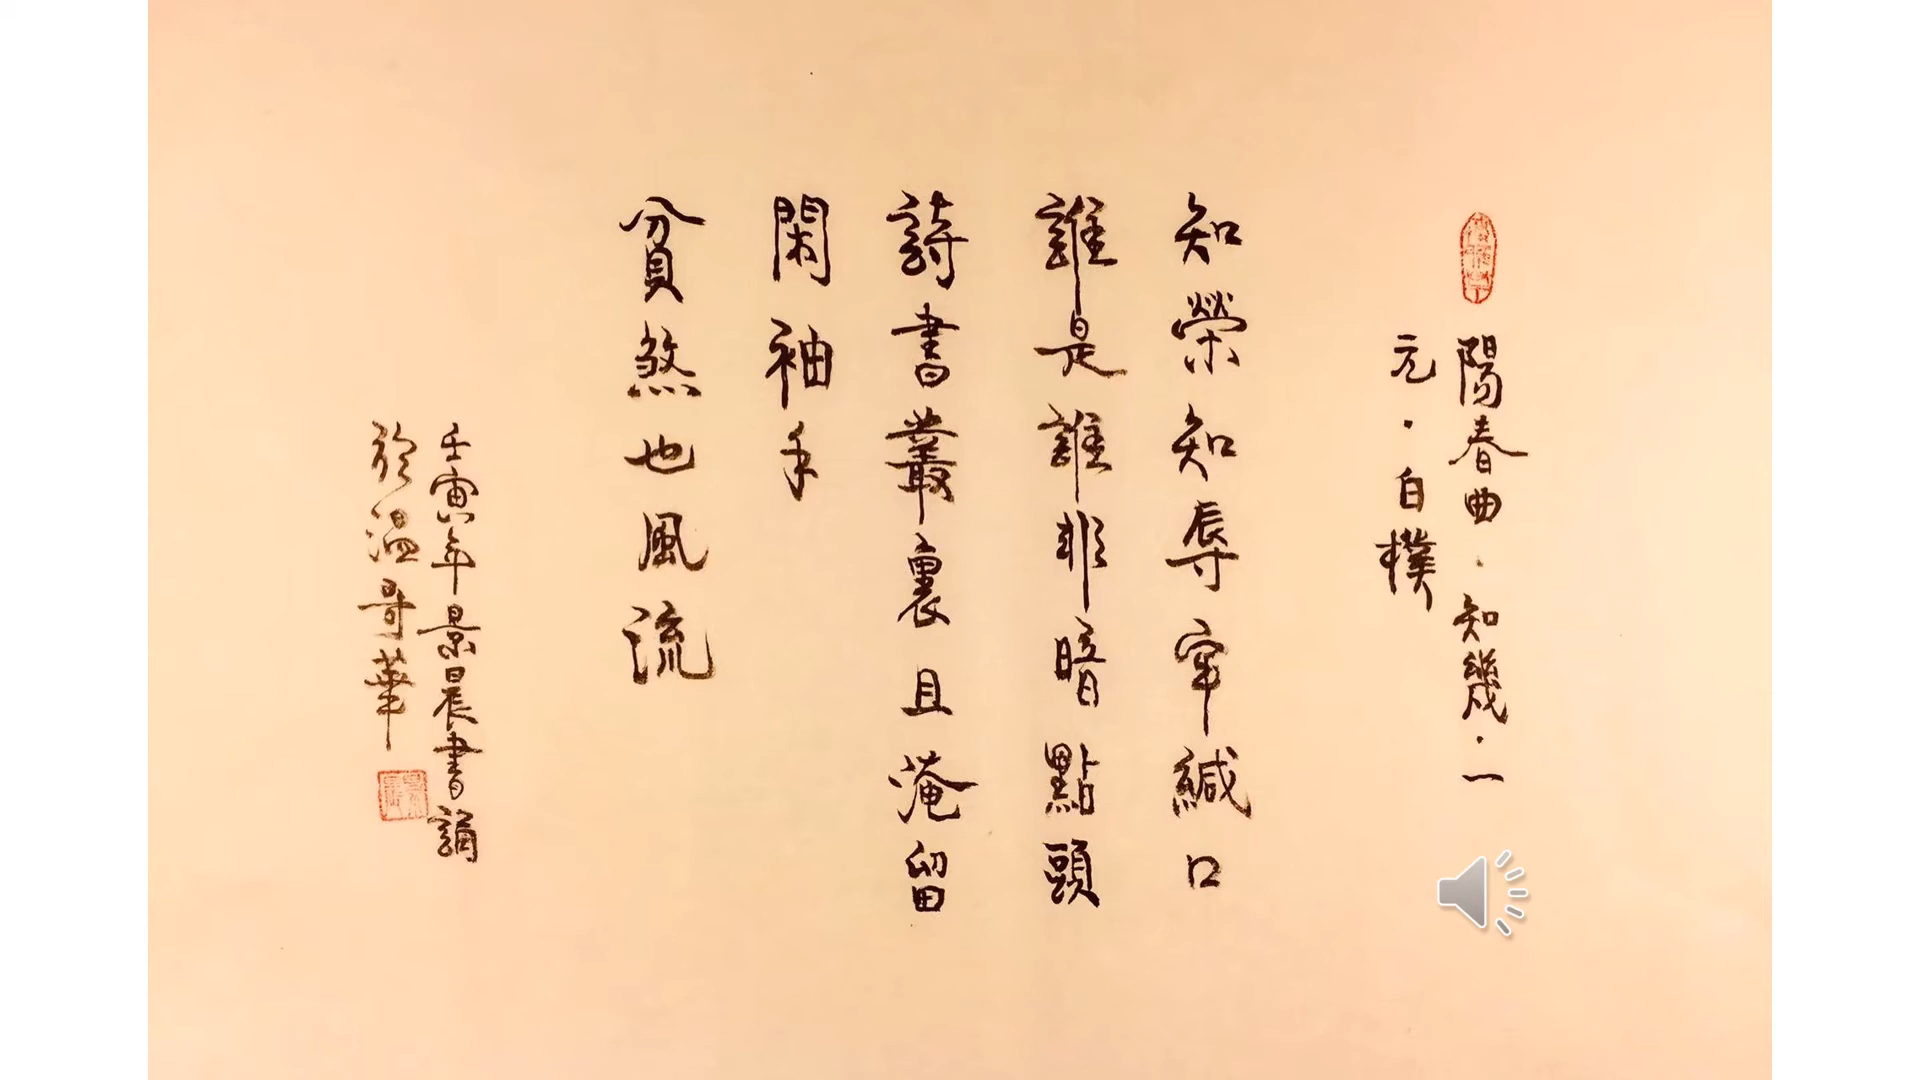 陽春曲·知幾·一
元·白樸
知榮知辱牢緘口
誰是誰非暗點頭
詩書叢裏且淹留
閑袖手
貧煞也風流
壬寅年景晨書誦
於溫哥華